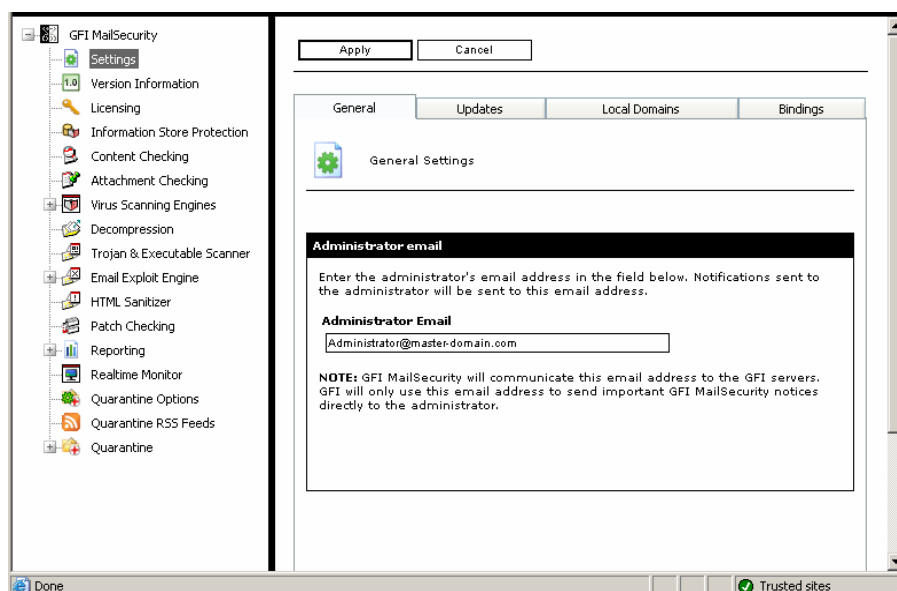 GFI MailSecurity
Settings
1.0 Version Information
Licensing
Information Store Protection
Content Checking
Attachment Checking
Virus Scanning Engines
Decompression
Trojan & Executable Scanner
Email Exploit Engine
HTML Sanitizer
Patch Checking
Reporting
Realtime Monitor
Quarantine Options
Quarantine RSS Feeds
Quarantine
Apply Cancel
General Updates Local Domains Bindings
General Settings
Administrator email
Enter the administrator's email address in the field below. Notifications sent to
the administrator will be sent to this email address.
Administrator Email
Administrator@master-domain.com
NOTE: GFI MailSecurity will communicate this email address to the GFI servers.
GFI will only use this email address to send important GFI MailSecurity notices
directly to the administrator.
Done Trusted sites